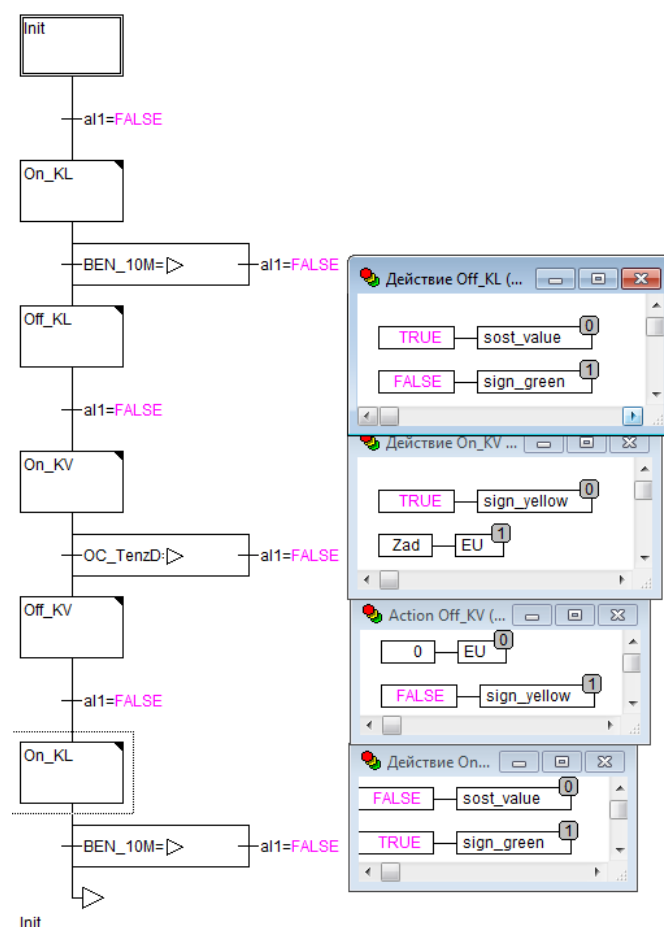 Init
al1=FALSE
On_KL
BEN_10M=
al1=FALSE
Off_KL
al1=FALSE
On_KV
OC_TenzD:
al1=FALSE
Off_KV
al1=FALSE
On_KL
BEN_10M=
al1=FALSE
Init
Действие Off_KL (...
TRUE sost_value 0
FALSE sign_green 1
Действие On_KV ...
TRUE sign_yellow 0
Zad EU 1
Action Off_KV (...
0 EU 0
FALSE sign_yellow 1
Действие On...
FALSE sost_value 0
TRUE sign_green 1